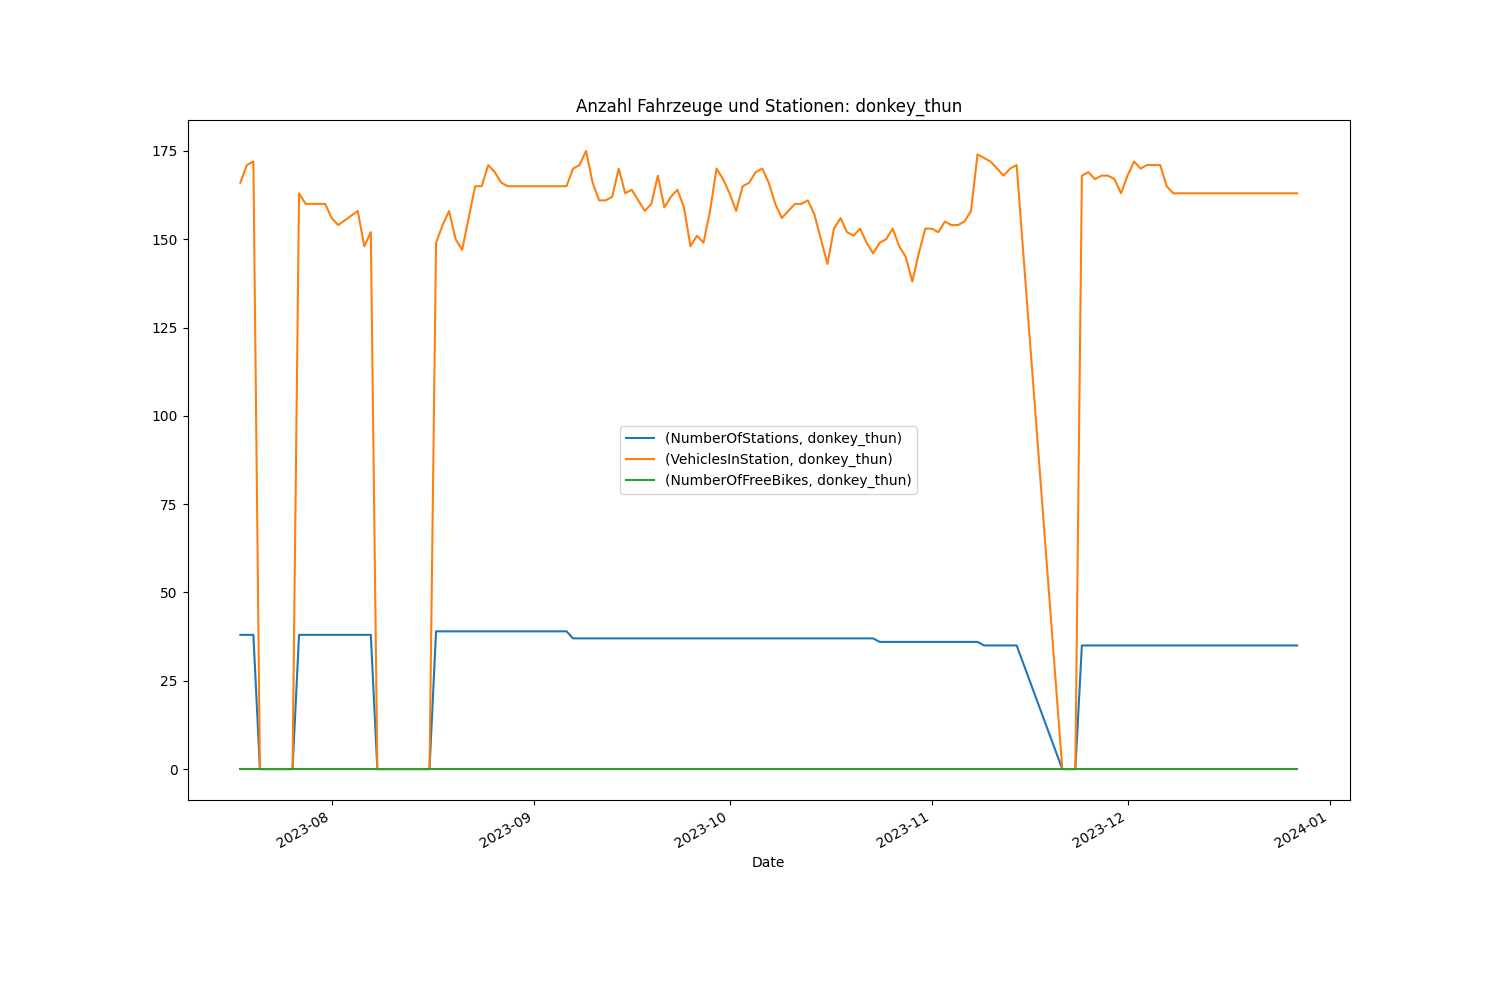 Anzahl Fahrzeuge und Stationen: donkey_thun
175
150
125
100
75
50
25
0
(NumberOfStations, donkey_thun)
(VehiclesInStation, donkey_thun)
(NumberOfFreeBikes, donkey_thun)
2023-08
2023-09
2023-10
2023-11
2023-12
2024-01
Date